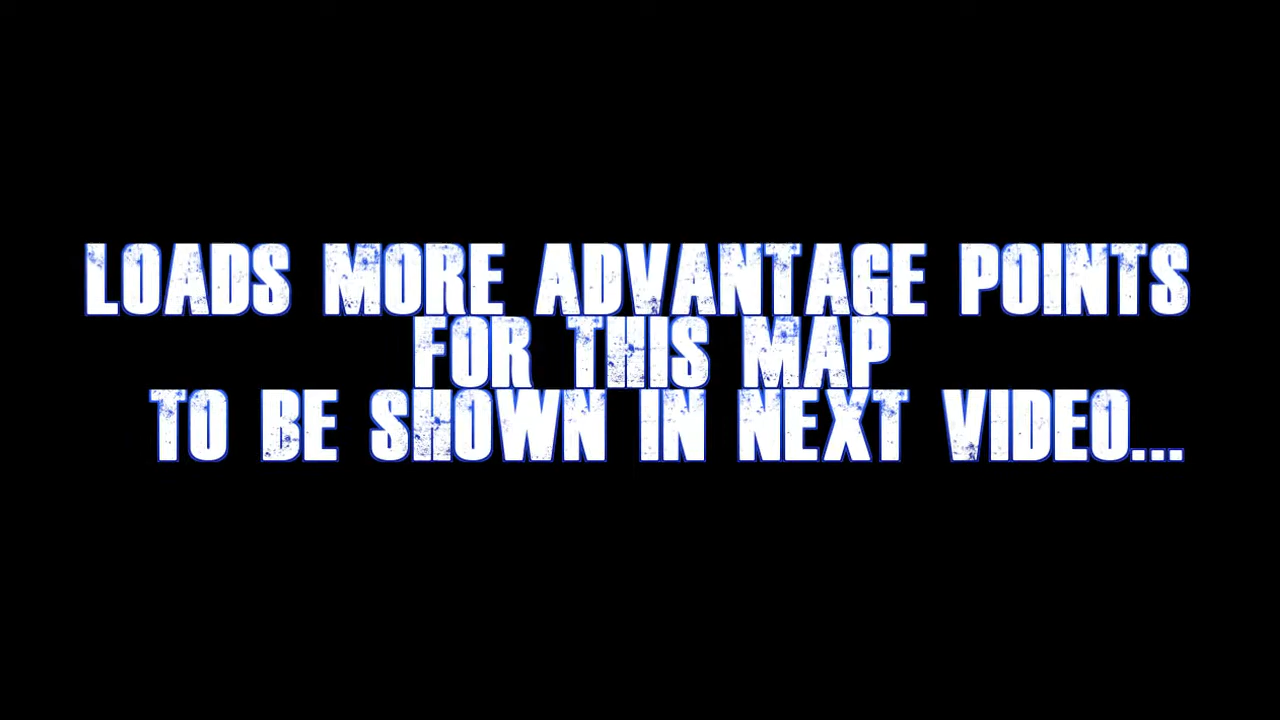 LOADS MORE ADVANTAGE POINTS
FOR THIS MAP
TO BE SHOWN IN NEXT VIDEO...